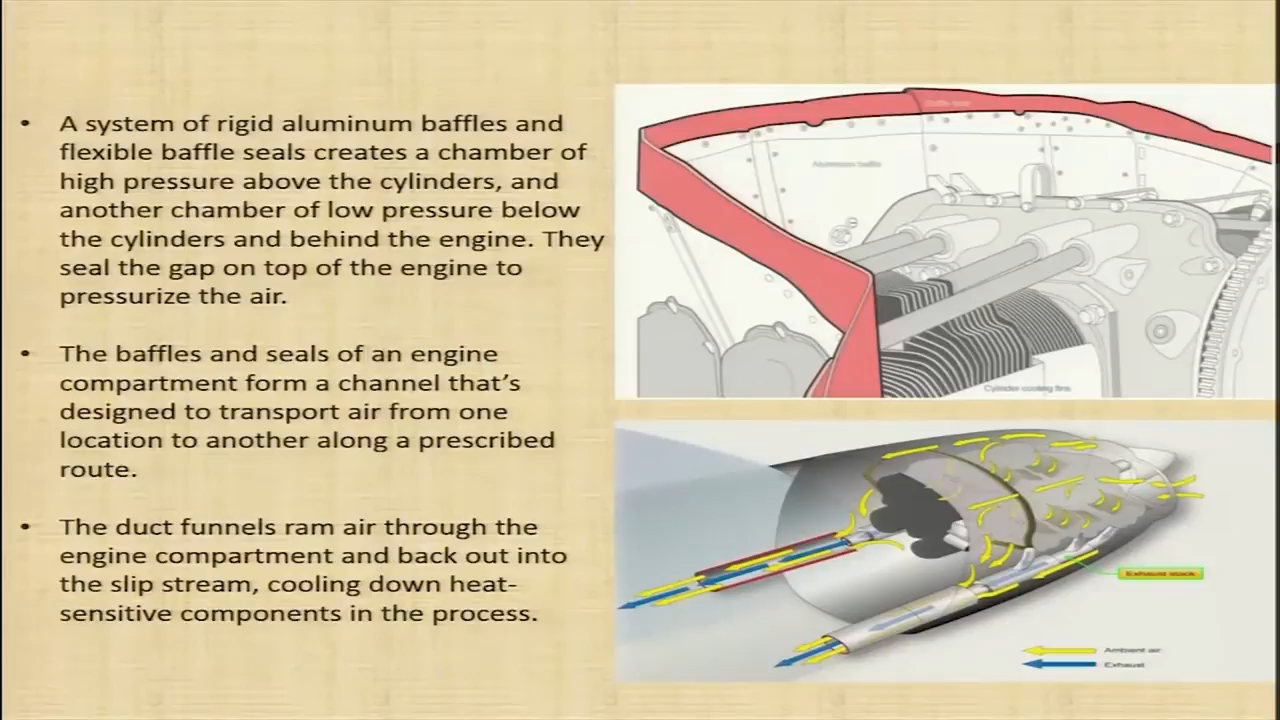 • A system of rigid aluminum baffles and
flexible baffle seals creates a chamber of
high pressure above the cylinders, and
another chamber of low pressure below
the cylinders and behind the engine. They
seal the gap on top of the engine to
pressurize the air.
• The baffles and seals of an engine
compartment form a channel that’s
designed to transport air from one
location to another along a prescribed
route.
• The duct funnels ram air through the
engine compartment and back out into
the slip stream, cooling down heat-
sensitive components in the process.
Aluminum baffle
Cylinder cooling fins
Exhaust stack
Ambient air
Exhaust